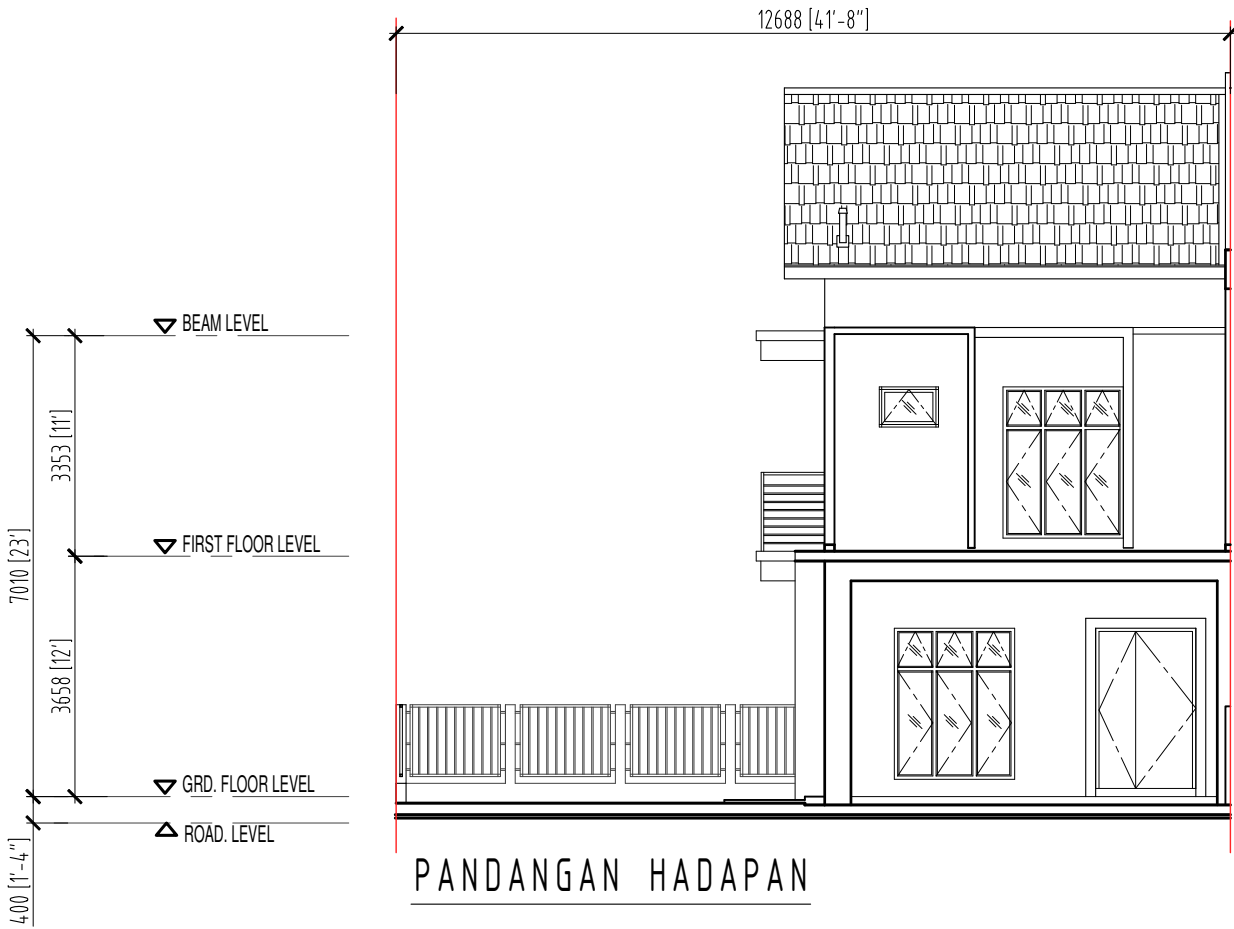 12688 [41'-8"]
BEAM LEVEL
3353 [11']
FIRST FLOOR LEVEL
7010 [23']
3658 [12']
GRD. FLOOR LEVEL
ROAD. LEVEL
400 [1'-4"]
PANDANGAN HADAPAN